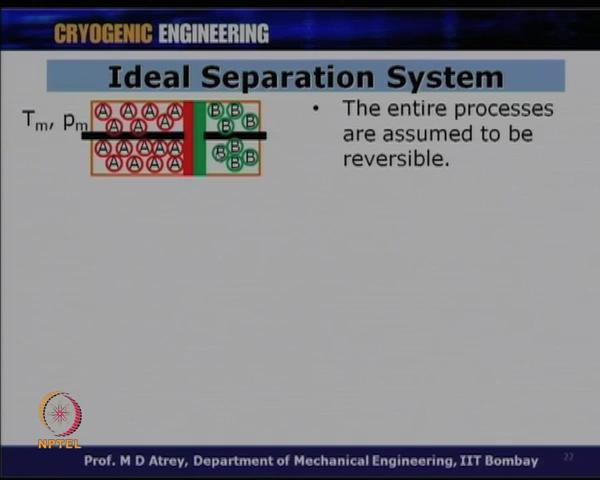 CRYOGENIC ENGINEERING
Ideal Separation System
Tm, pm
A A A A B B
A A A B B
A A A A A B B B
A A A A B
• The entire processes
are assumed to be
reversible.
NPTEL
Prof. M D Atrey, Department of Mechanical Engineering, IIT Bombay 22